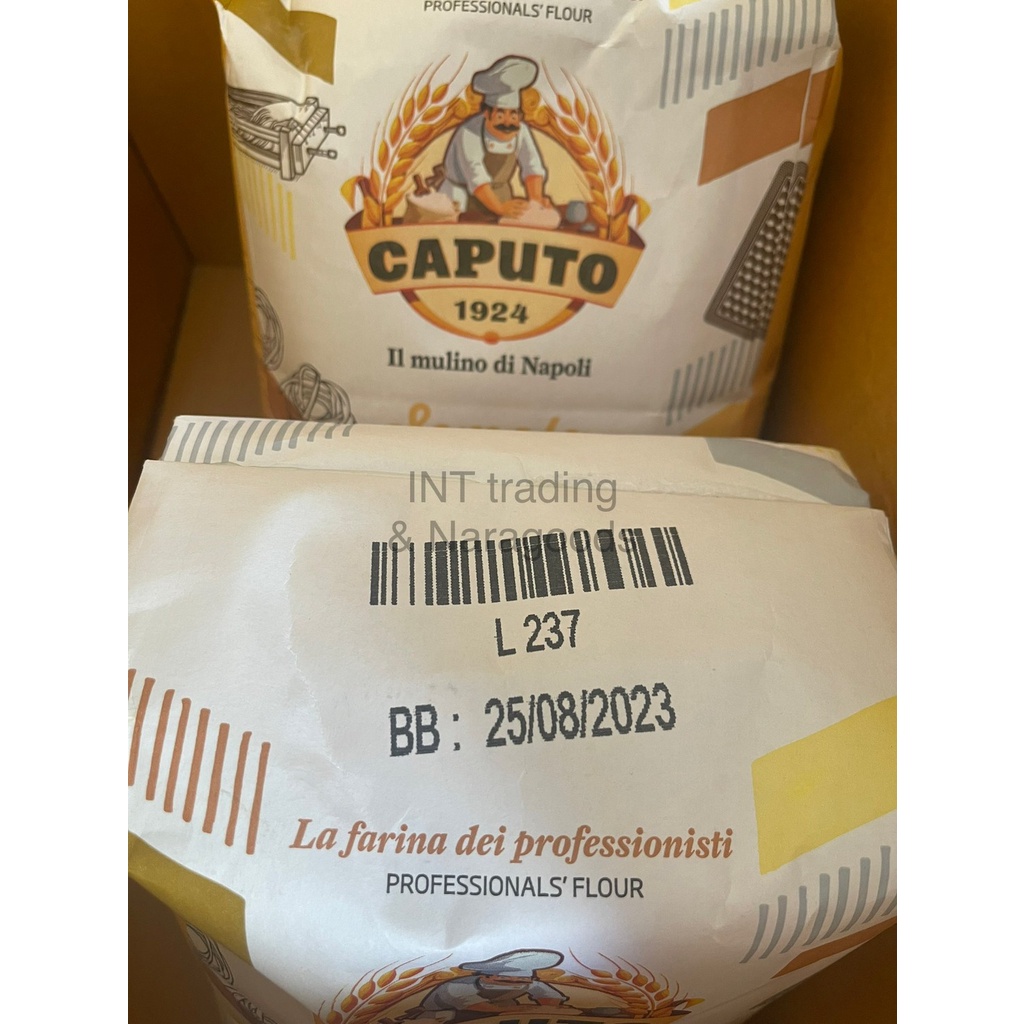 PROFESSIONALS' FLOUR
CAPUTO
1924
Il mulino di Napoli
INT trading
& Naragoods
L 237
BB : 25/08/2023
La farina dei professionisti
PROFESSIONALS' FLOUR